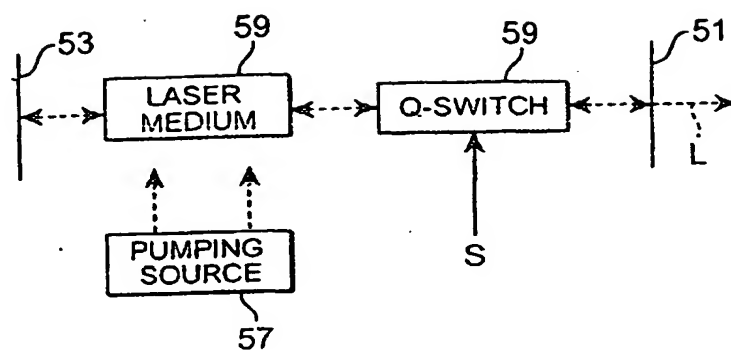 53
59
59
51
LASER
MEDIUM
Q-SWITCH
L
PUMPING
SOURCE
S
57